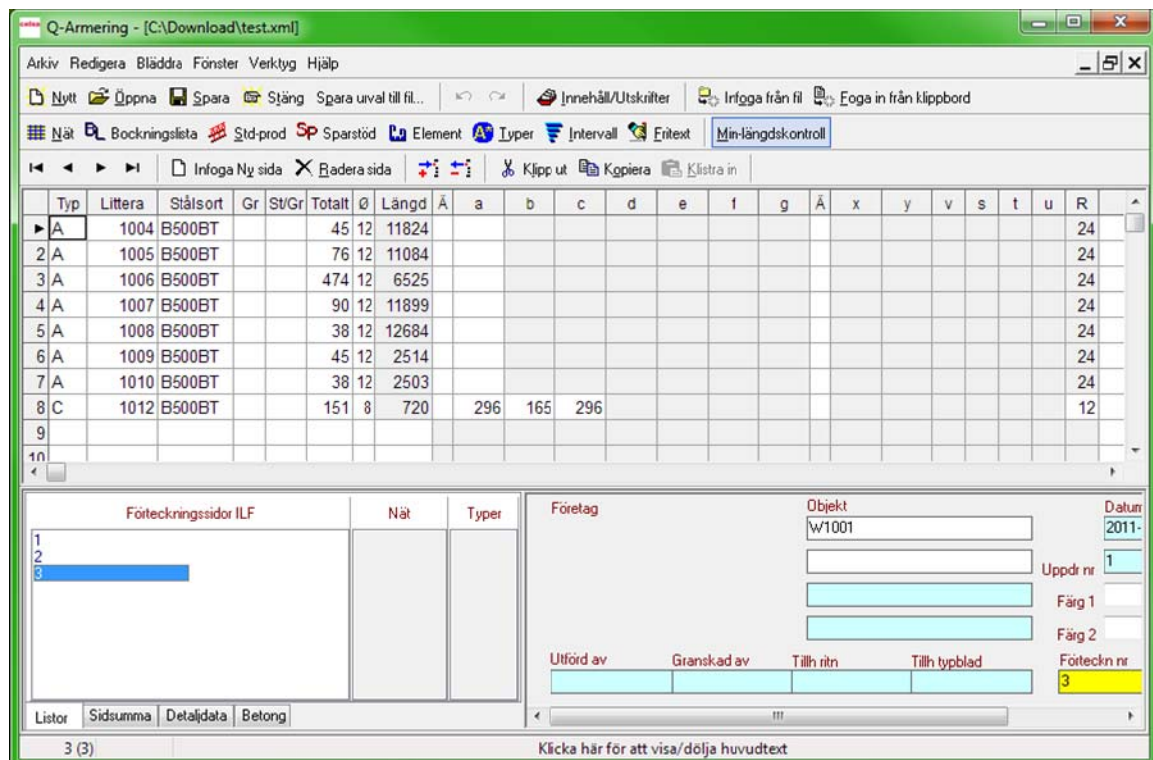 celsa Q-Armering - [C:\Download\test.xml]
Arkiv Redigera Bläddra Fönster Verktyg Hjälp
Nytt Öppna Spara Stäng Spara urval till fil... Innehåll/Utskrifter Infoga från fil Foga in från klippbord
Nät BL Bockningslista Std-prod SP Sparstöd Element Typer Intervall Fritext Min-längdskontroll
Infoga Ny sida Radera sida Klipp ut Kopiera Klistra in
Typ Littera Stålsort Gr St/Gr Totalt Ø Längd Ä a b c d e f g Ä x y v s t u R
A 1004 B500BT 45 12 11824 24
2 A 1005 B500BT 76 12 11084 24
3 A 1006 B500BT 474 12 6525 24
4 A 1007 B500BT 90 12 11899 24
5 A 1008 B500BT 38 12 12684 24
6 A 1009 B500BT 45 12 2514 24
7 A 1010 B500BT 38 12 2503 24
8 C 1012 B500BT 151 8 720 296 165 296 12
9
10
Förteckningssidor ILF Nät Typer Företag Objekt Datum
1
2
3
W1001 2011-
Uppdr nr 1
Färg 1
Färg 2
Utförd av Granskad av Tillh ritn Tillh typblad Förteckn nr
3
Listor Sidsumma Detaljdata Betong
3 (3) Klicka här för att visa/dölja huvudtext